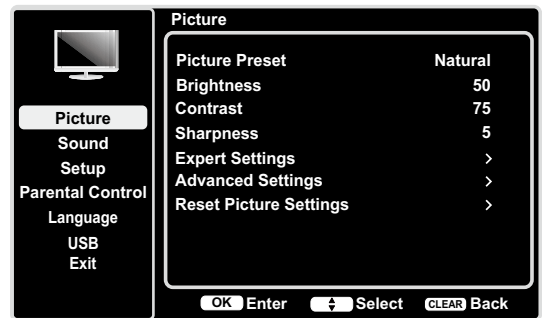 Picture
Picture
Sound
Setup
Parental Control
Language
USB
Exit
Picture Preset Natural
Brightness 50
Contrast 75
Sharpness 5
Expert Settings >
Advanced Settings >
Reset Picture Settings >
OK Enter Select CLEAR Back